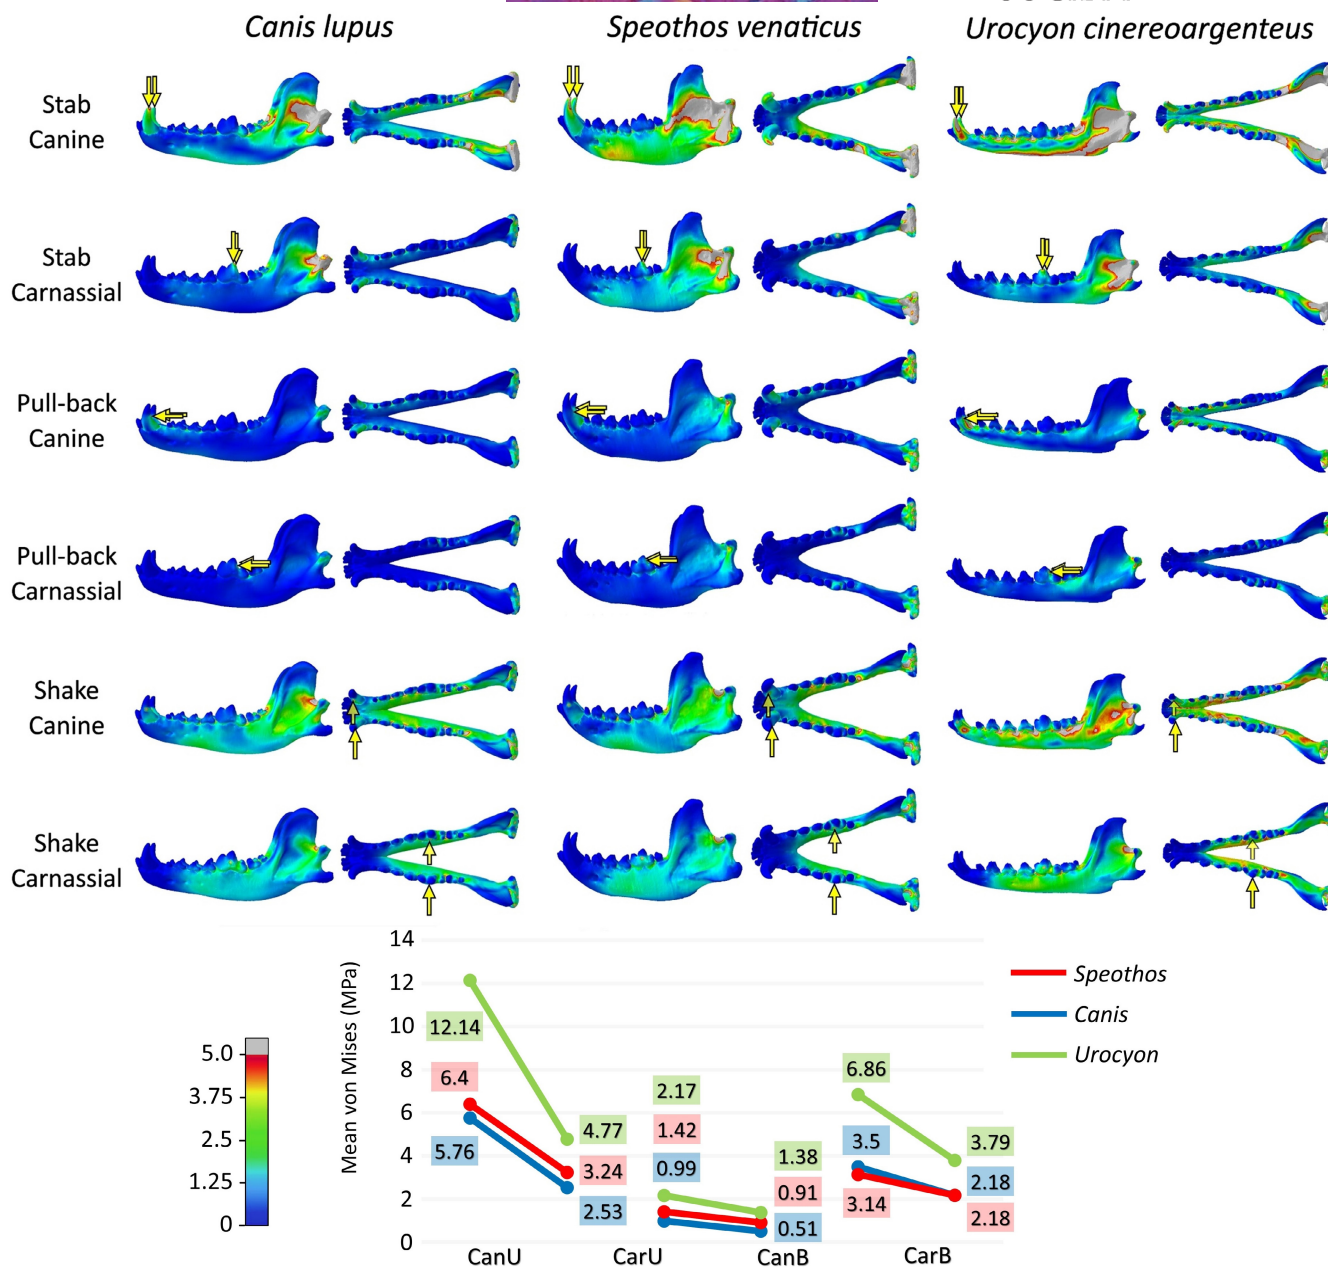 Canis lupus
Speothos venaticus
Urocyon cinereoargenteus
Stab
Canine
Stab
Carnassial
Pull-back
Canine
Pull-back
Carnassial
Shake
Canine
Shake
Carnassial
5.0
3.75
2.5
1.25
0
Mean von Mises (MPa)
14
12
10
8
6
4
2
0
12.14
6.4
5.76
4.77
3.24
2.53
2.17
1.42
0.99
1.38
0.91
0.51
6.86
3.5
3.14
3.79
2.18
2.18
CanU
CarU
CanB
CarB
Speothos
Canis
Urocyon